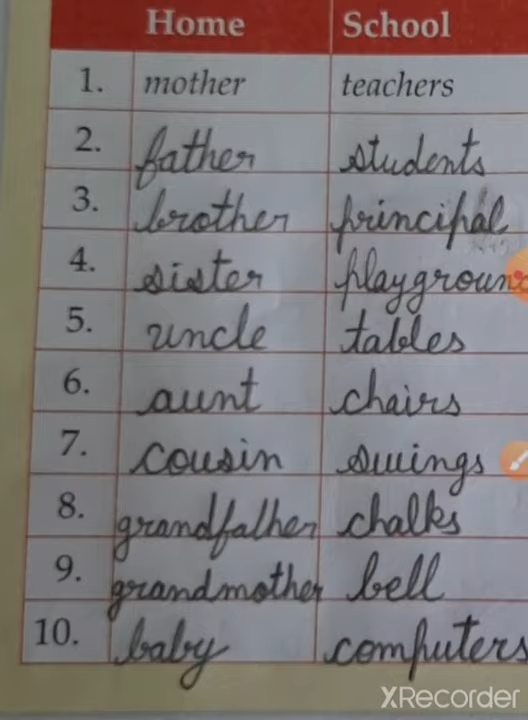 Home School
1. mother teachers
2. father students
3. brother principal
4. sister playground
5. uncle tables
6. aunt chairs
7. cousin swings
8. grandfather chalks
9. grandmother bell
10. baby computers
XRecorder